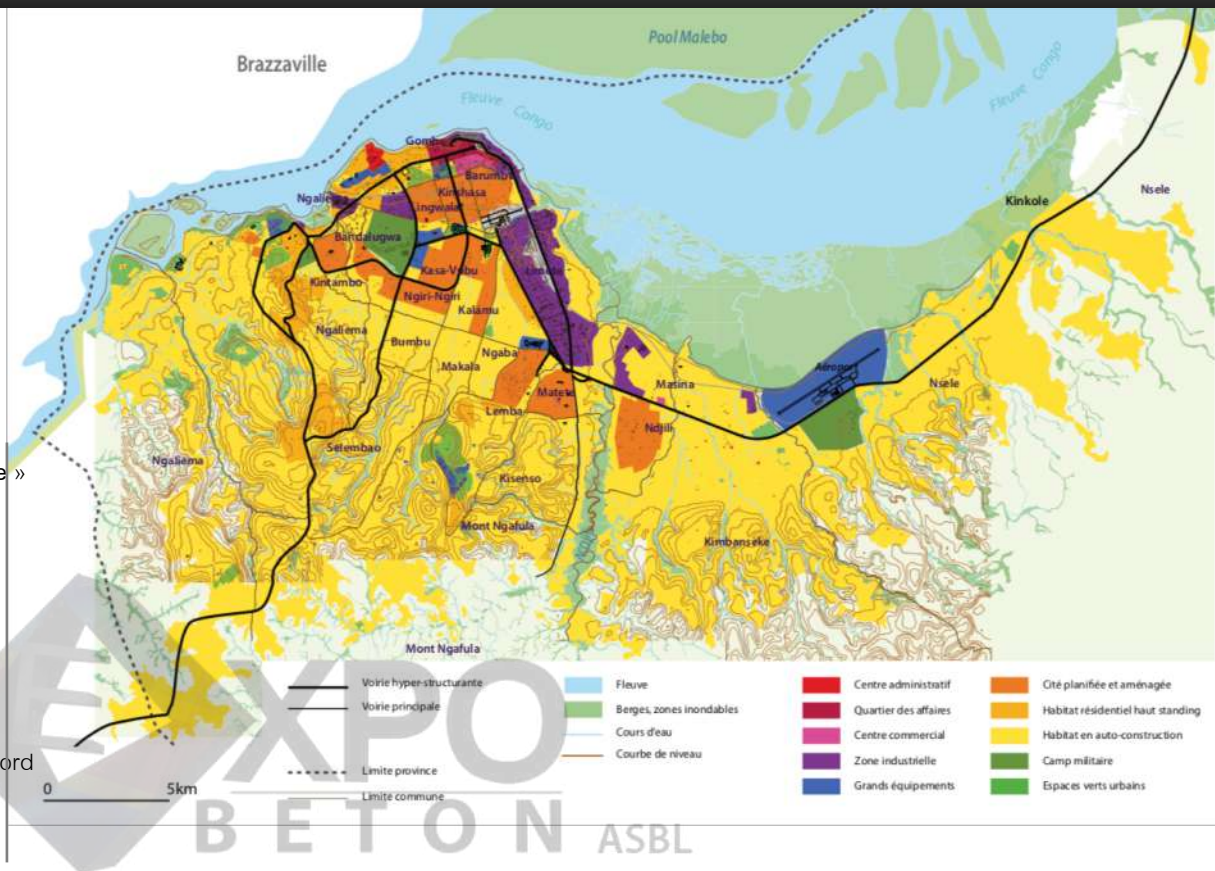 Pool Malebo
Brazzaville
Fleuve Congo
Fleuve Congo
Gombe
Barumbu
Kinshasa
Lingwala
Ngaliema
Bandalugwa
Kinkole
Nsele
Kintambo
Kasa-Vubu
Limete
Ngiri-Ngiri
Kalamu
Ngaliema
Bumbu
Ngaba
Makala
Matete
Masina
Aéroport
Nsele
Lemba
Ndjili
Selembao
Ngaliema
Kisenso
Mont Ngafula
Kimbanseke
Mont Ngafula
e »
ord
Voirie hyper-structurante
Voirie principale
Limite province
Limite commune
0 5km
Fleuve
Berges, zones inondables
Cours d'eau
Courbe de niveau
Centre administratif
Quartier des affaires
Centre commercial
Zone industrielle
Grands équipements
Cité planifiée et aménagée
Habitat résidentiel haut standing
Habitat en auto-construction
Camp militaire
Espaces verts urbains
EXPO
BETON ASBL